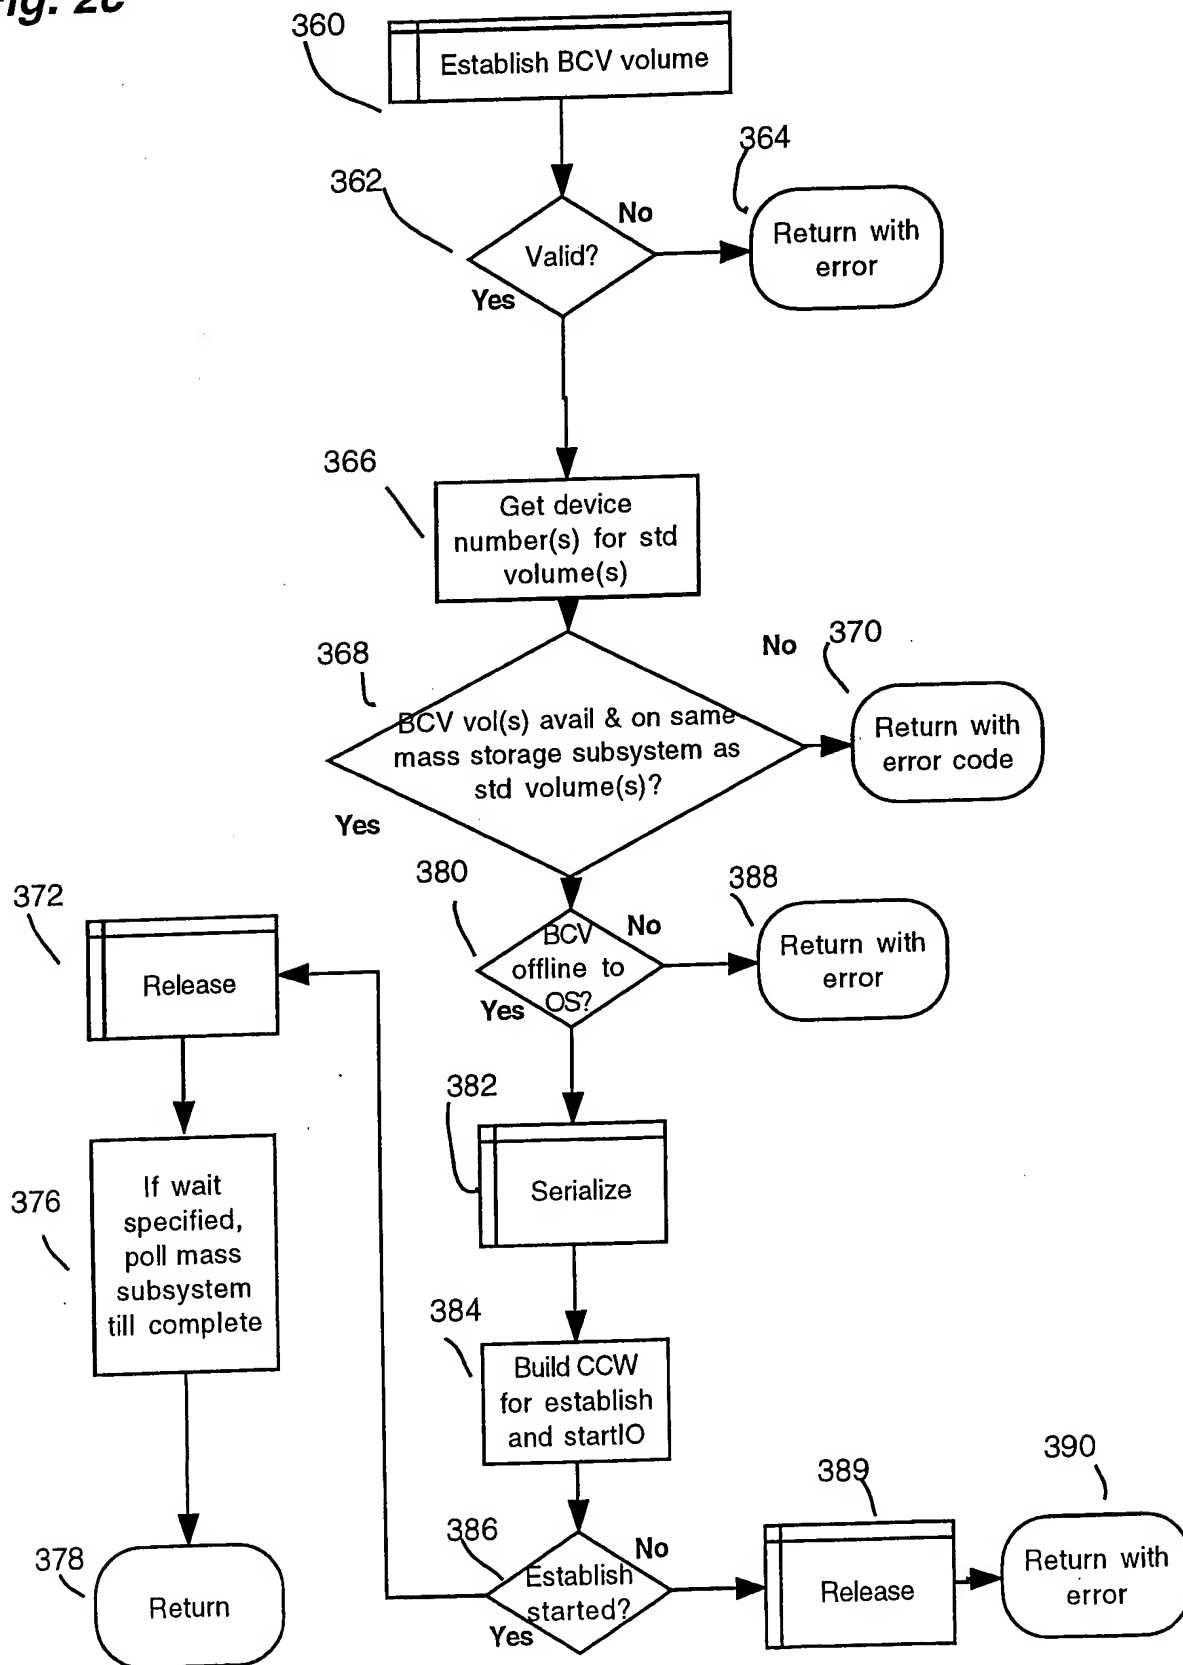 Fig. 2c
360
Establish BCV volume
364
362
No
Return with
error
Valid?
Yes
366
Get device
number(s) for std
volume(s)
368
No
370
BCV vol(s) avail & on same
mass storage subsystem as
std volume(s)?
Return with
error code
Yes
380
388
372
BCV
offline to
OS?
No
Return with
error
Release
Yes
382
Serialize
376
If wait
specified,
poll mass
subsystem
till complete
384
Build CCW
for establish
and startIO
389
390
386
No
378
Establish
started?
Return with
error
Return
Release
Yes